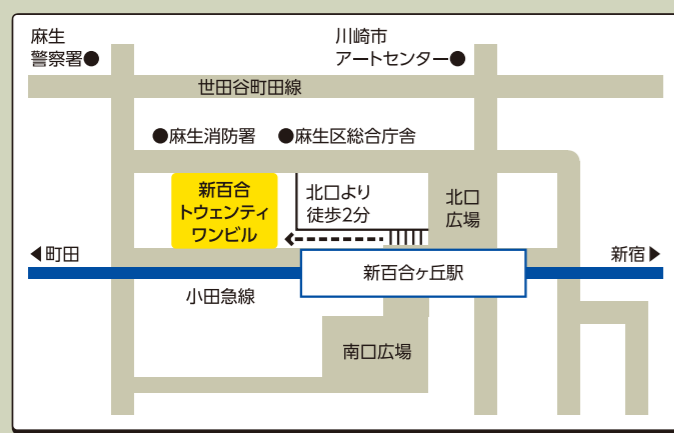 麻生
警察署●
川崎市
アートセンター●
世田谷町田線
●麻生消防署
●麻生区総合庁舎
新百合
トウェンティ
ワンビル
北口より
徒歩2分
北口
広場
◀町田
新宿▶
新百合ヶ丘駅
小田急線
南口広場